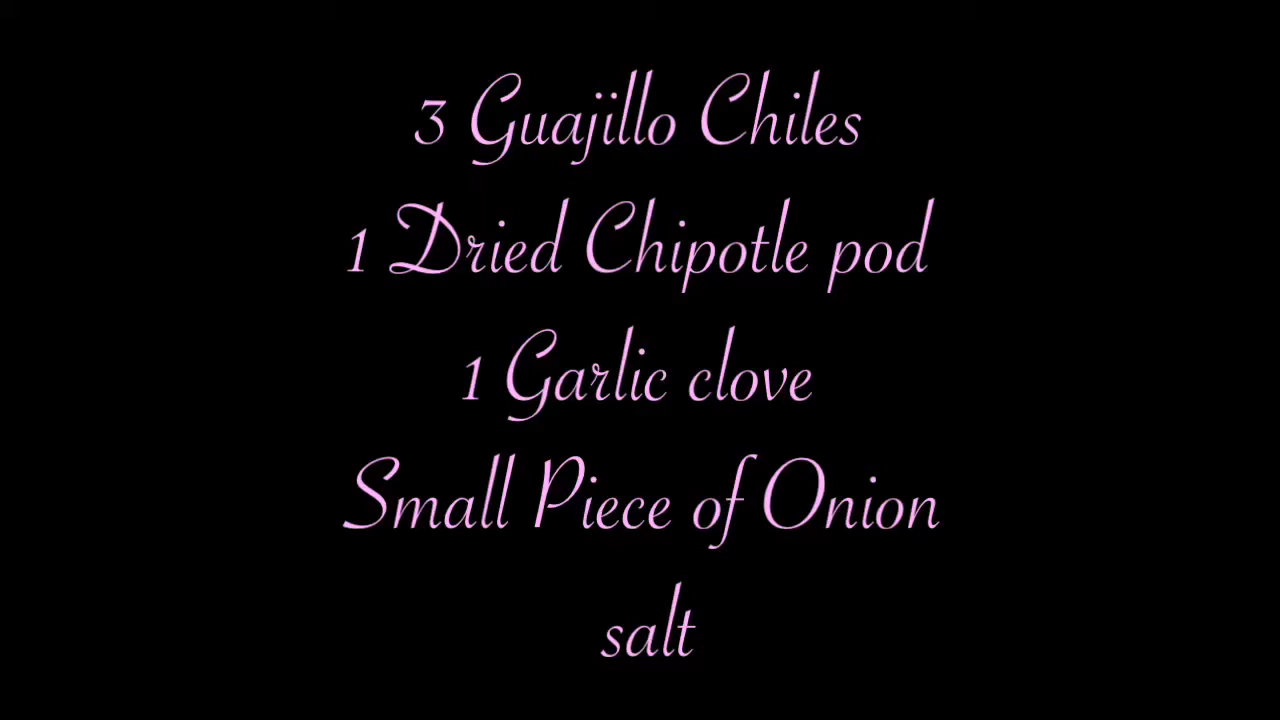 3 Guajillo Chiles
1 Dried Chipotle pod
1 Garlic clove
Small Piece of Onion
salt